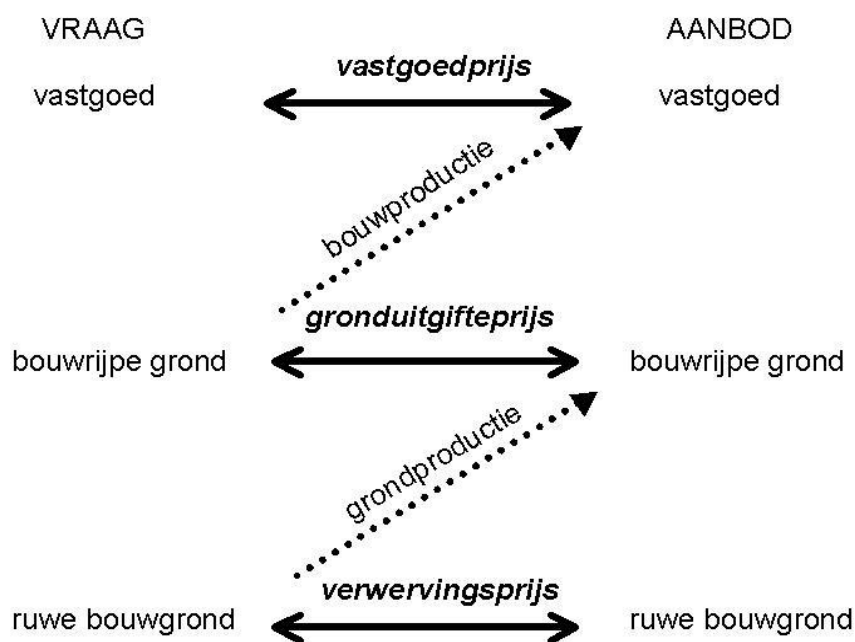 VRAAG AANBOD
vastgoedprijs
vastgoed vastgoed
bouwproductie
gronduitgifteprijs
bouwrijpe grond bouwrijpe grond
grondproductie
verwervingsprijs
ruwe bouwgrond ruwe bouwgrond